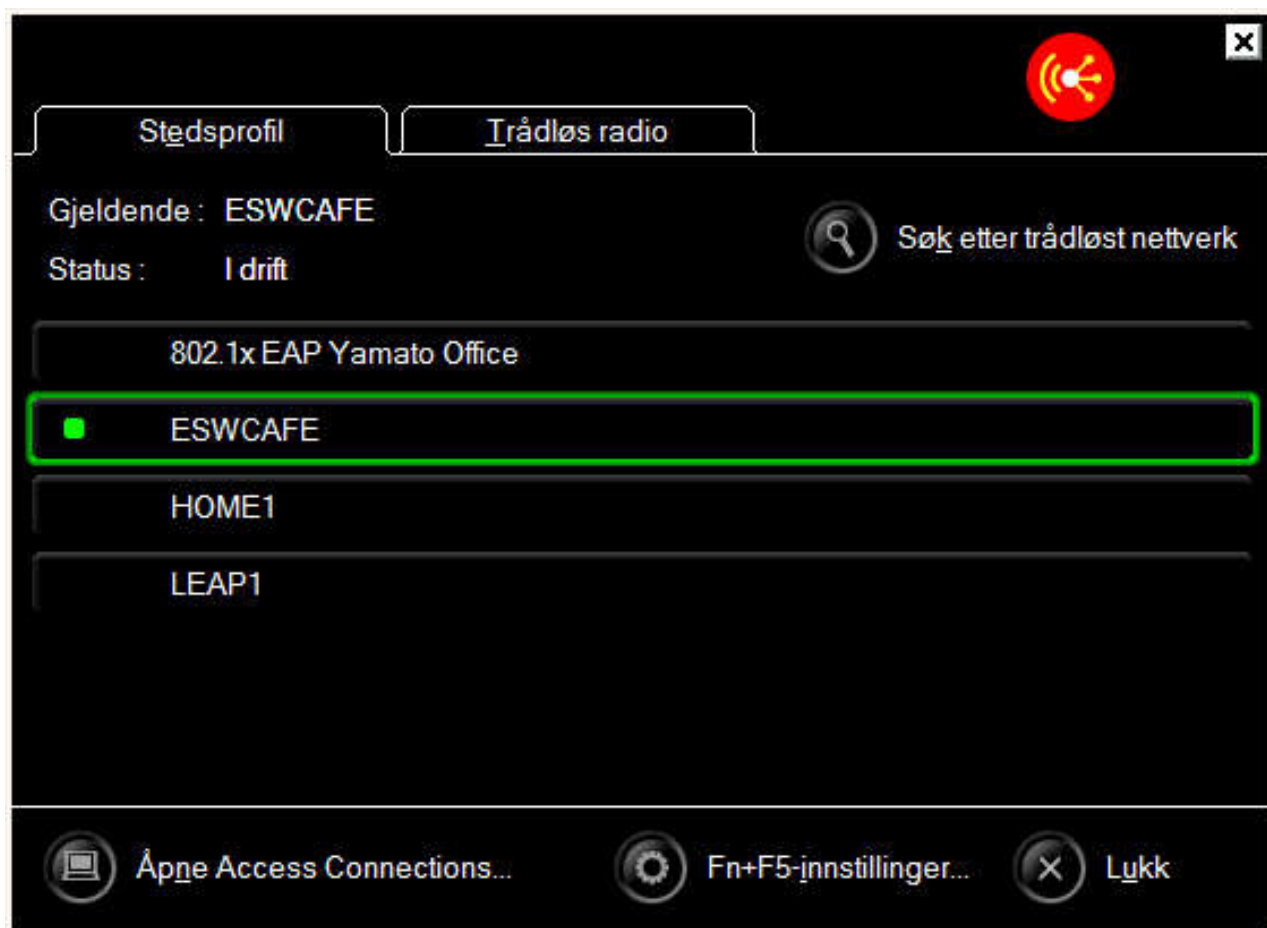 Stedsprofil
Trådløs radio
Gjeldende : ESWCAFE
Søk etter trådløst nettverk
Status : I drift
802.1x EAP Yamato Office
ESWCAFE
HOME1
LEAP1
Åpne Access Connections...
Fn+F5-innstillinger...
Lukk